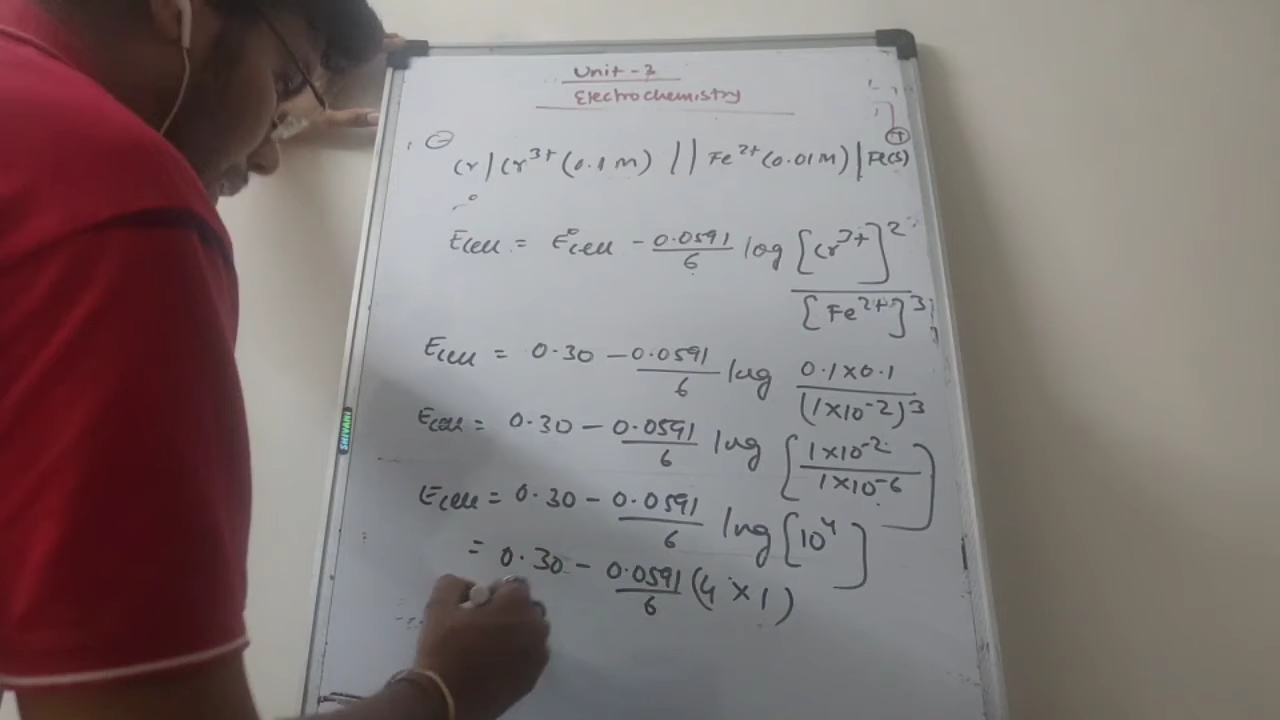 Unit - 3
Electrochemistry
⊖ ⊕
Cr | Cr³⁺ (0.1 M) || Fe²⁺ (0.01 M) | Fe(s)
Ecell = E°cell - 0.0591/6 log [Cr³⁺]²/[Fe²⁺]³
Ecell = 0.30 - 0.0591/6 log 0.1×0.1/(1×10⁻²)³
Ecell = 0.30 - 0.0591/6 log [1×10⁻²/1×10⁻⁶]
Ecell = 0.30 - 0.0591/6 log [10⁴]
= 0.30 - 0.0591/6 (4 × 1)
SHIVANI